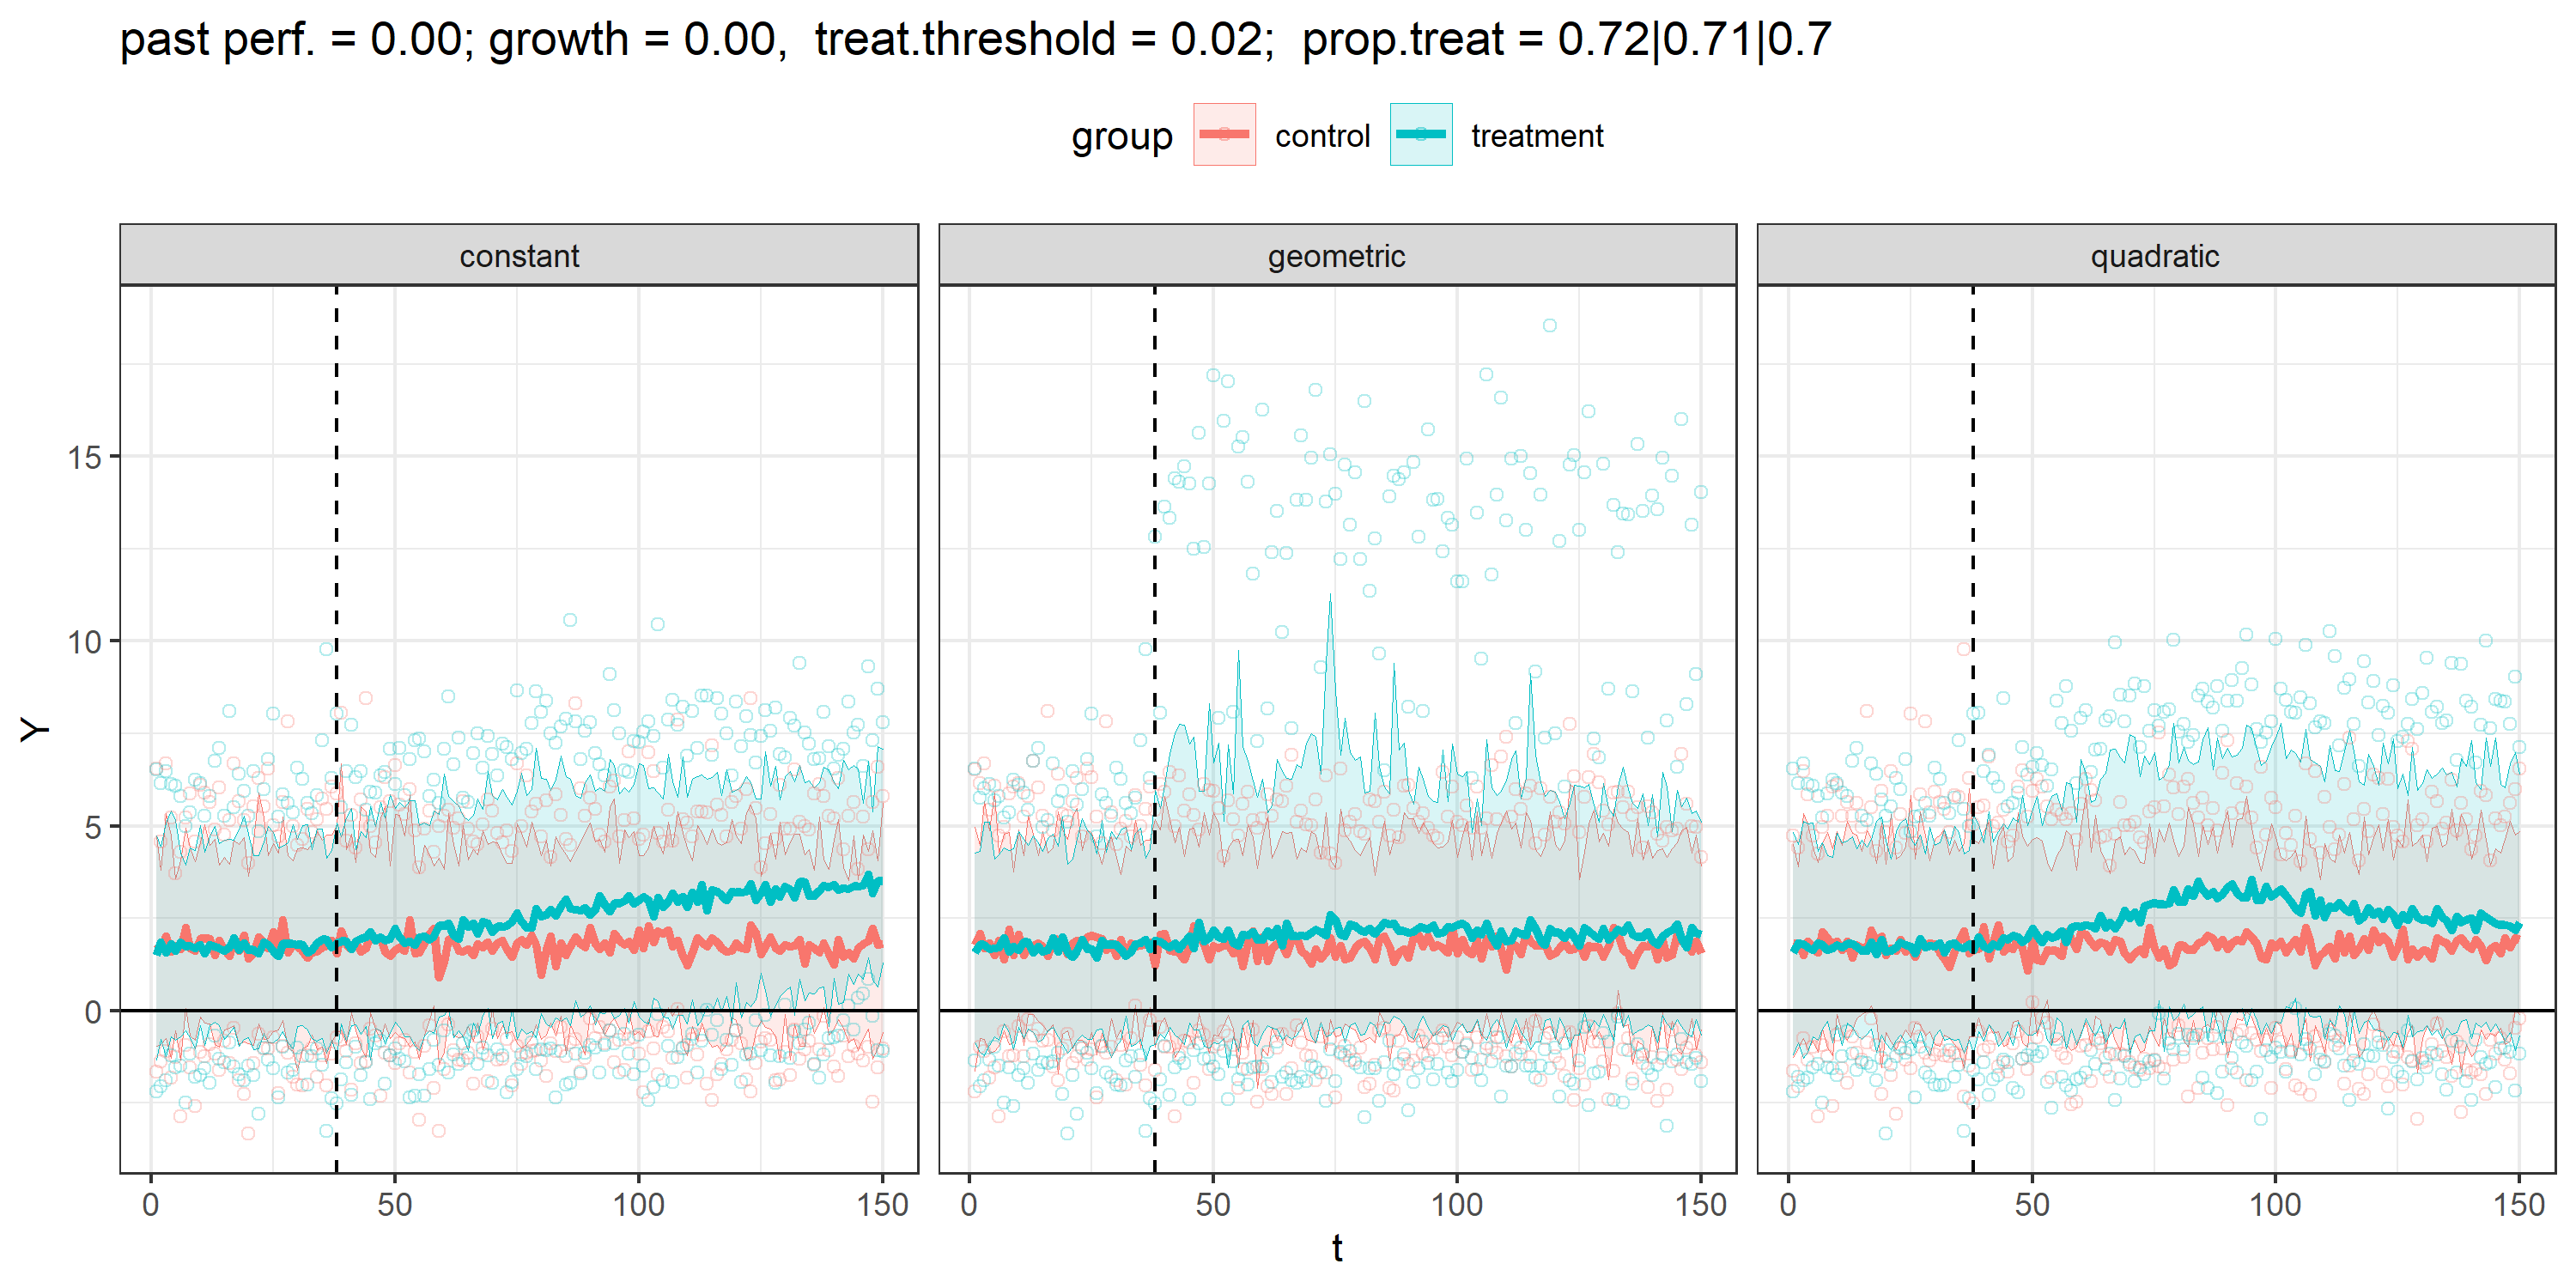 past perf. = 0.00; growth = 0.00,  treat.threshold = 0.02;  prop.treat = 0.72|0.71|0.7
group control treatment
constant geometric quadratic
15
10
5
0
Y
0 50 100 150 0 50 100 150 0 50 100 150
t